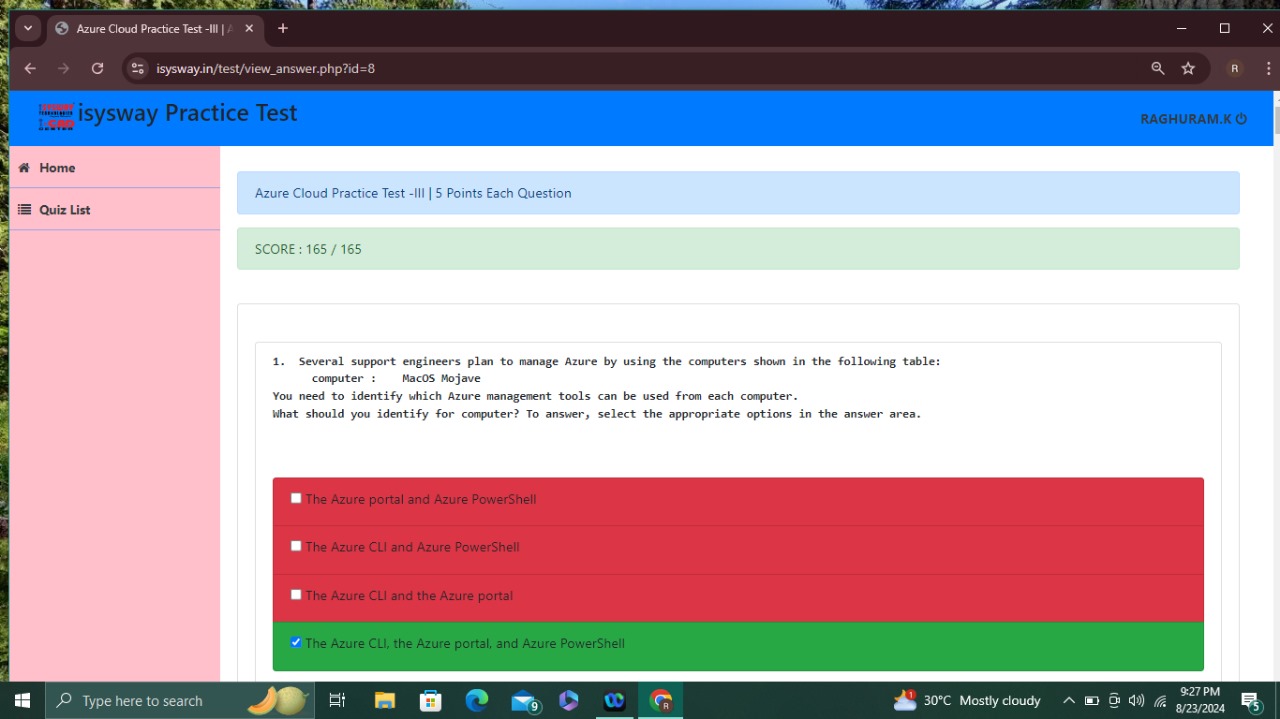 Azure Cloud Practice Test -III | A
isysway.in/test/view_answer.php?id=8
R
isysway Practice Test
RAGHURAM.K
Home
Quiz List
Azure Cloud Practice Test -III | 5 Points Each Question
SCORE : 165 / 165
1. Several support engineers plan to manage Azure by using the computers shown in the following table:
computer : MacOS Mojave
You need to identify which Azure management tools can be used from each computer.
What should you identify for computer? To answer, select the appropriate options in the answer area.
The Azure portal and Azure PowerShell
The Azure CLI and Azure PowerShell
The Azure CLI and the Azure portal
The Azure CLI, the Azure portal, and Azure PowerShell
Type here to search
9
R
1
30°C Mostly cloudy
9:27 PM
8/23/2024
5